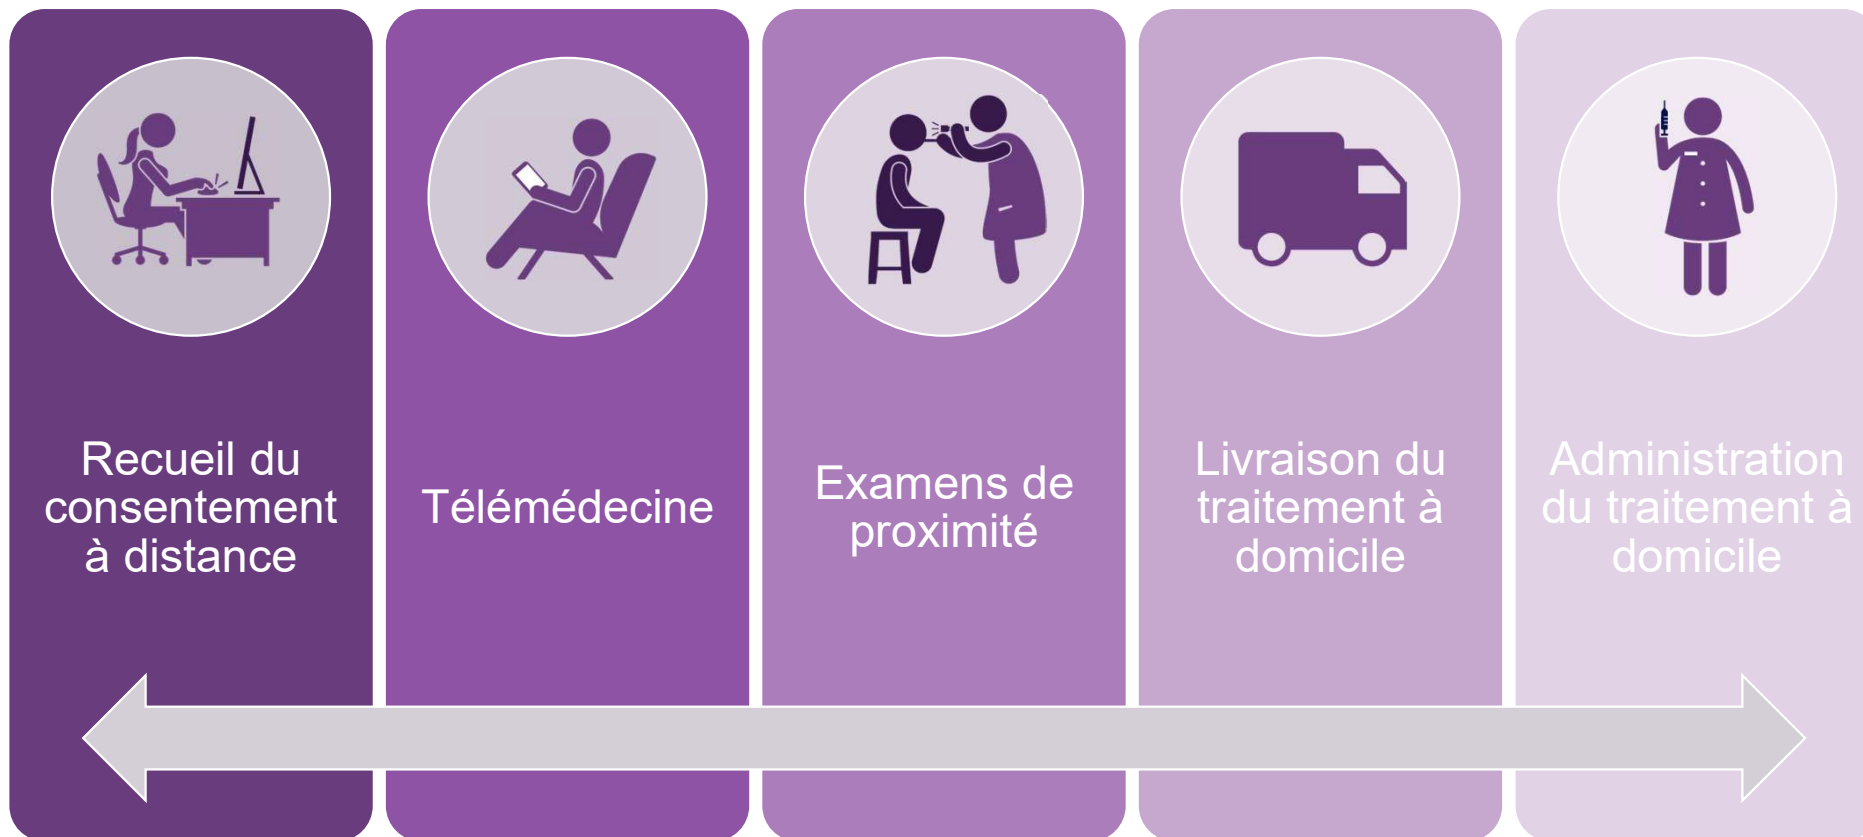 Recueil du
consentement
à distance
Télémédecine
Examens de
proximité
Livraison du
traitement à
domicile
Administration
du traitement à
domicile